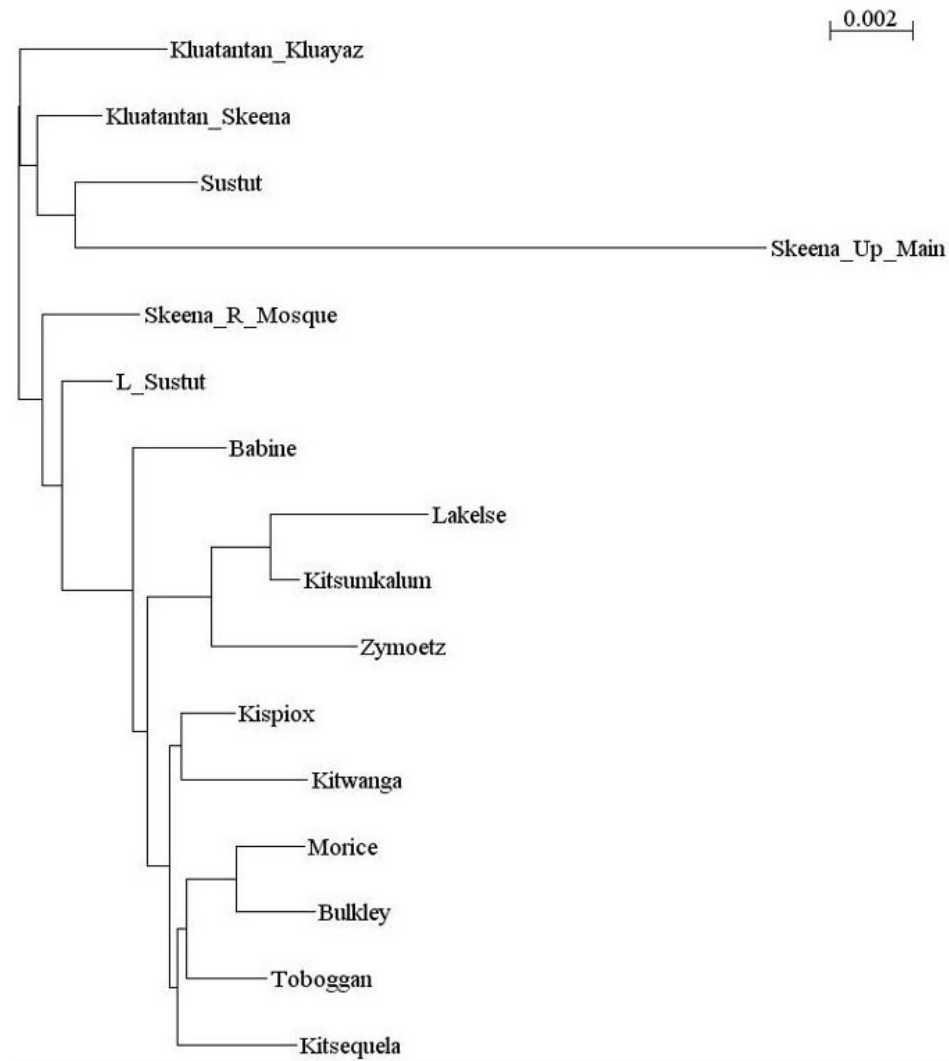 0.002
Kluatantan_Kluayaz
Kluatantan_Skeena
Sustut
Skeena_Up_Main
Skeena_R_Mosque
L_Sustut
Babine
Lakelse
Kitsumkalum
Zymoetz
Kispiox
Kitwanga
Morice
Bulkley
Toboggan
Kitsequela